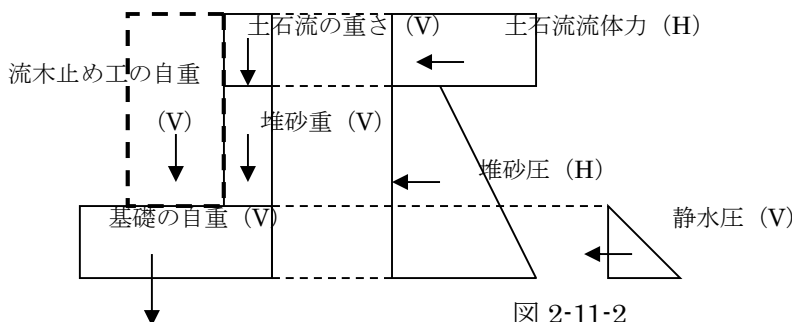 土石流の重さ（V）
土石流流体力（H）
流木止め工の自重
（V）
堆砂重（V）
堆砂圧（H）
基礎の自重（V）
静水圧（V）
図 2-11-2